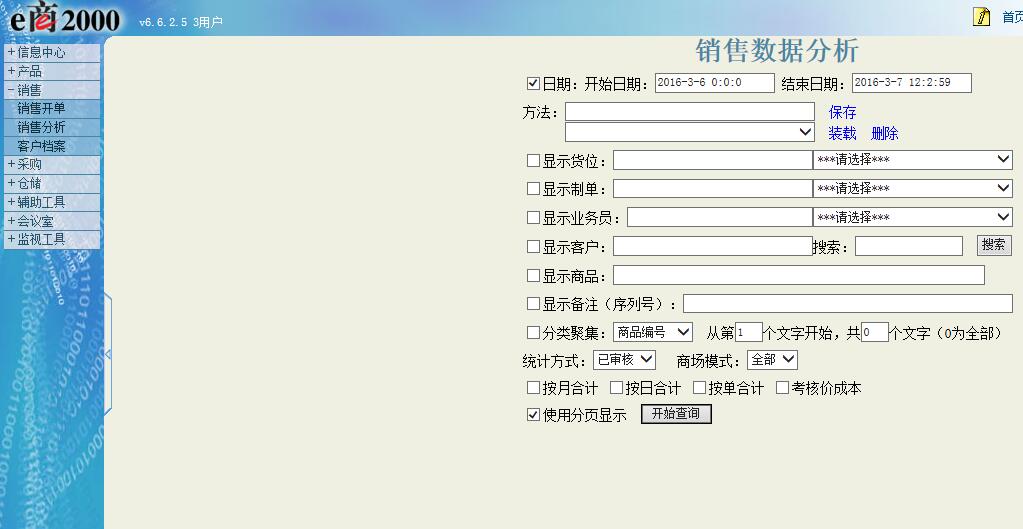 e商2000 v6.6.2.5 3用户
首页
+信息中心
+产品
-销售
销售开单
销售分析
客户档案
+采购
+仓储
+辅助工具
+会议室
+监视工具
销售数据分析
日期: 开始日期: 2016-3-6 0:0:0 结束日期: 2016-3-7 12:2:59
方法: 保存
装载 删除
显示货位: ***请选择***
显示制单: ***请选择***
显示业务员: ***请选择***
显示客户: 搜索: 搜索
显示商品:
显示备注(序列号):
分类聚集: 商品编号 从第1个文字开始,共0个文字(0为全部)
统计方式: 已审核 商场模式: 全部
按月合计 按日合计 按单合计 考核价成本
使用分页显示 开始查询